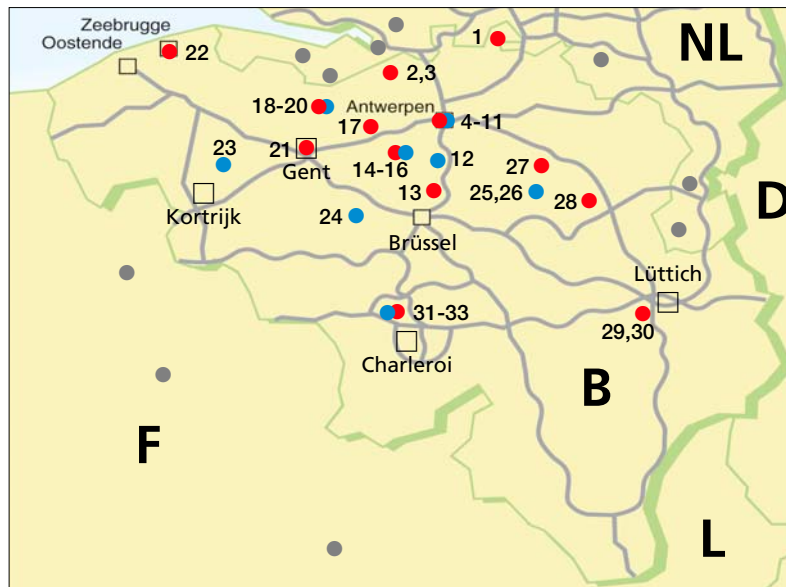 Zeebrugge
Oostende
22
1
NL
2,3
18-20
Antwerpen
17
4-11
23
21
Gent
14-16
12
27
13
25,26
28
D
Kortrijk
24
Brüssel
Lüttich
31-33
29,30
Charleroi
B
F
L